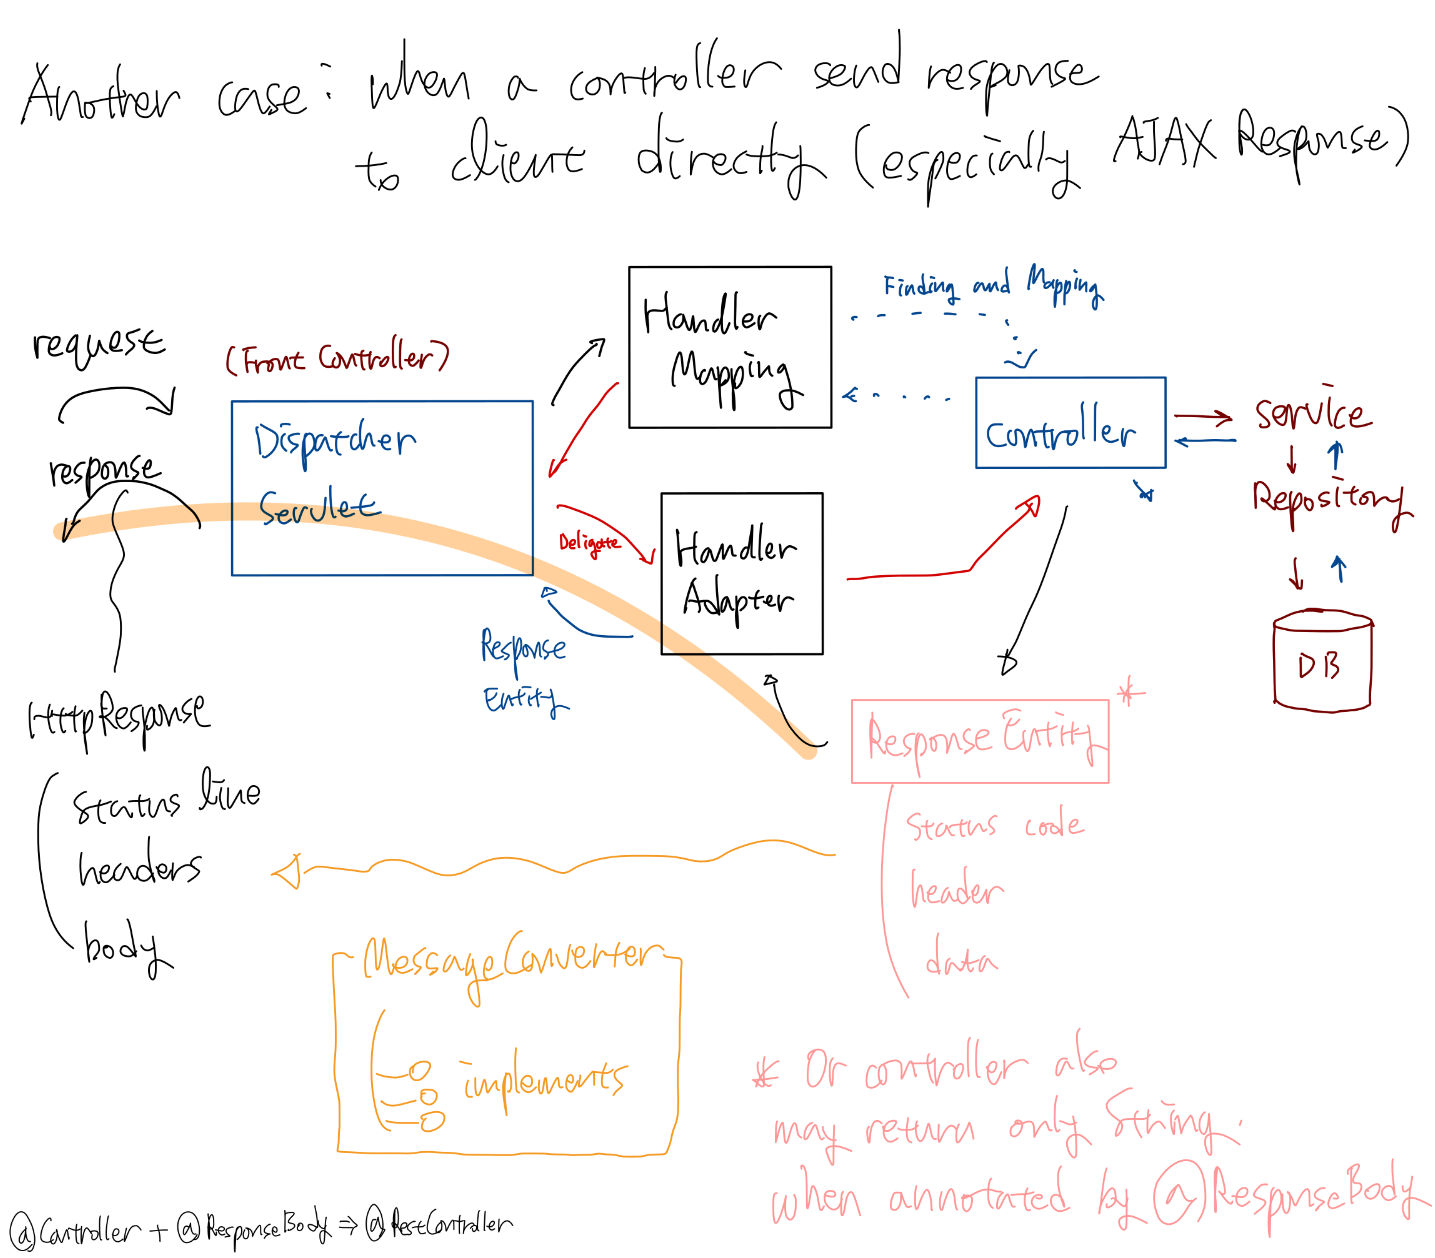 Another case: when a controller send response
to client directly (especially AJAX Response)
Finding and Mapping
Handler
Mapping
request
(Front Controller)
Dispatcher
Servlet
Controller
service
response
Repository
Deligate
Handler
Adapter
Response
Entity
DB
HttpResponse
status line
headers
body
Response Entity *
status code
header
data
MessageConverter
implements
* Or controller also
may return only String.
when annotated by @ResponseBody
@Controller + @ResponseBody ⇒ @RestController